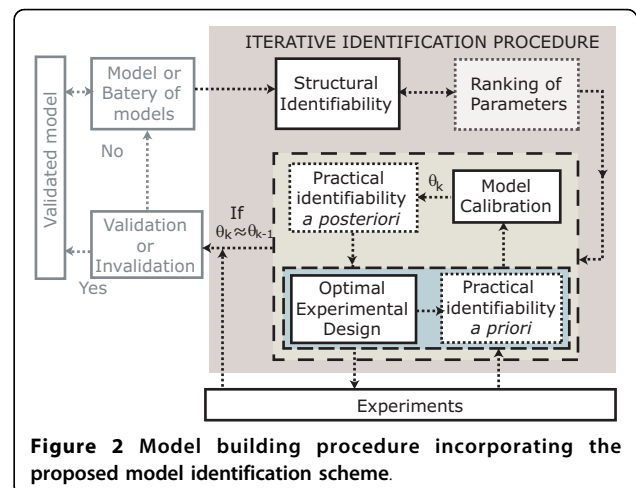 ITERATIVE IDENTIFICATION PROCEDURE
Validated model
Model or
Batery of
models
Structural
Identifiability
Ranking of
Parameters
No
Practical
identifiability
a posteriori
θk
Model
Calibration
If
θk≈θk-1
Validation
or
Invalidation
Yes
Optimal
Experimental
Design
Practical
identifiability
a priori
Experiments
Figure 2 Model building procedure incorporating the
proposed model identification scheme.